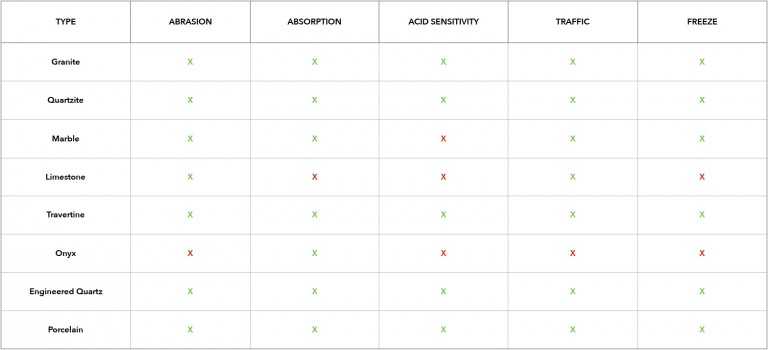 TYPE ABRASION ABSORPTION ACID SENSITIVITY TRAFFIC FREEZE
Granite X X X X X
Quartzite X X X X X
Marble X X X X X
Limestone X X X X X
Travertine X X X X X
Onyx X X X X X
Engineered Quartz X X X X X
Porcelain X X X X X